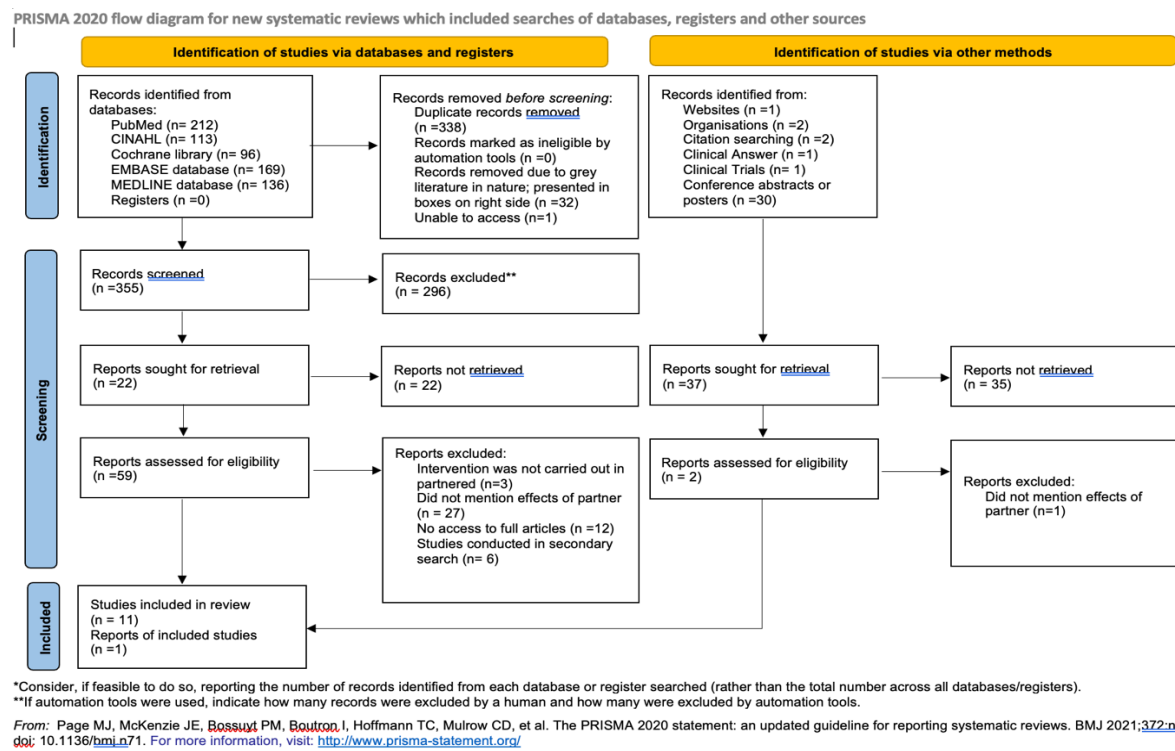 PRISMA 2020 flow diagram for new systematic reviews which included searches of databases, registers and other sources
Identification of studies via databases and registers
Identification of studies via other methods
Identification
Records identified from
databases:
PubMed (n= 212)
CINAHL (n= 113)
Cochrane library (n= 96)
EMBASE database (n= 169)
MEDLINE database (n= 136)
Registers (n =0)
Records removed before screening:
Duplicate records removed
(n =338)
Records marked as ineligible by
automation tools (n =0)
Records removed due to grey
literature in nature; presented in
boxes on right side (n =32)
Unable to access (n=1)
Records identified from:
Websites (n =1)
Organisations (n =2)
Citation searching (n =2)
Clinical Answer (n =1)
Clinical Trials (n= 1)
Conference abstracts or
posters (n =30)
Screening
Records screened
(n =355)
Records excluded**
(n = 296)
Reports sought for retrieval
(n =22)
Reports not retrieved
(n = 22)
Reports sought for retrieval
(n =37)
Reports not retrieved
(n = 35)
Reports assessed for eligibility
(n =59)
Reports excluded:
Intervention was not carried out in
partnered (n=3)
Did not mention effects of partner
(n = 27)
No access to full articles (n =12)
Studies conducted in secondary
search (n= 6)
Reports assessed for eligibility
(n = 2)
Reports excluded:
Did not mention effects of
partner (n=1)
Included
Studies included in review
(n = 11)
Reports of included studies
(n =1)
*Consider, if feasible to do so, reporting the number of records identified from each database or register searched (rather than the total number across all databases/registers).
**If automation tools were used, indicate how many records were excluded by a human and how many were excluded by automation tools.
From: Page MJ, McKenzie JE, Bossuyt PM, Boutron I, Hoffmann TC, Mulrow CD, et al. The PRISMA 2020 statement: an updated guideline for reporting systematic reviews. BMJ 2021;372:n
doi: 10.1136/bmj.n71. For more information, visit: http://www.prisma-statement.org/